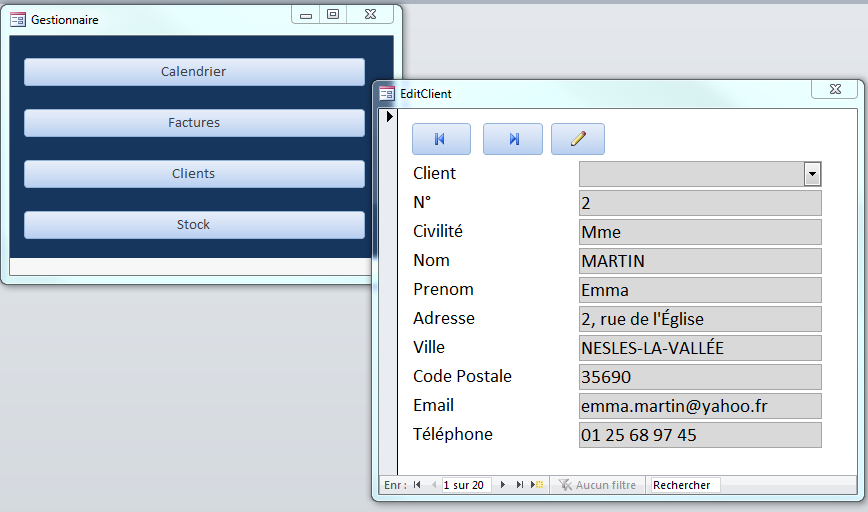 Gestionnaire
Calendrier
Factures
Clients
Stock
EditClient
Client
N° 2
Civilité Mme
Nom MARTIN
Prenom Emma
Adresse 2, rue de l'Église
Ville NESLES-LA-VALLÉE
Code Postale 35690
Email emma.martin@yahoo.fr
Téléphone 01 25 68 97 45
Enr : 1 sur 20 Aucun filtre Rechercher